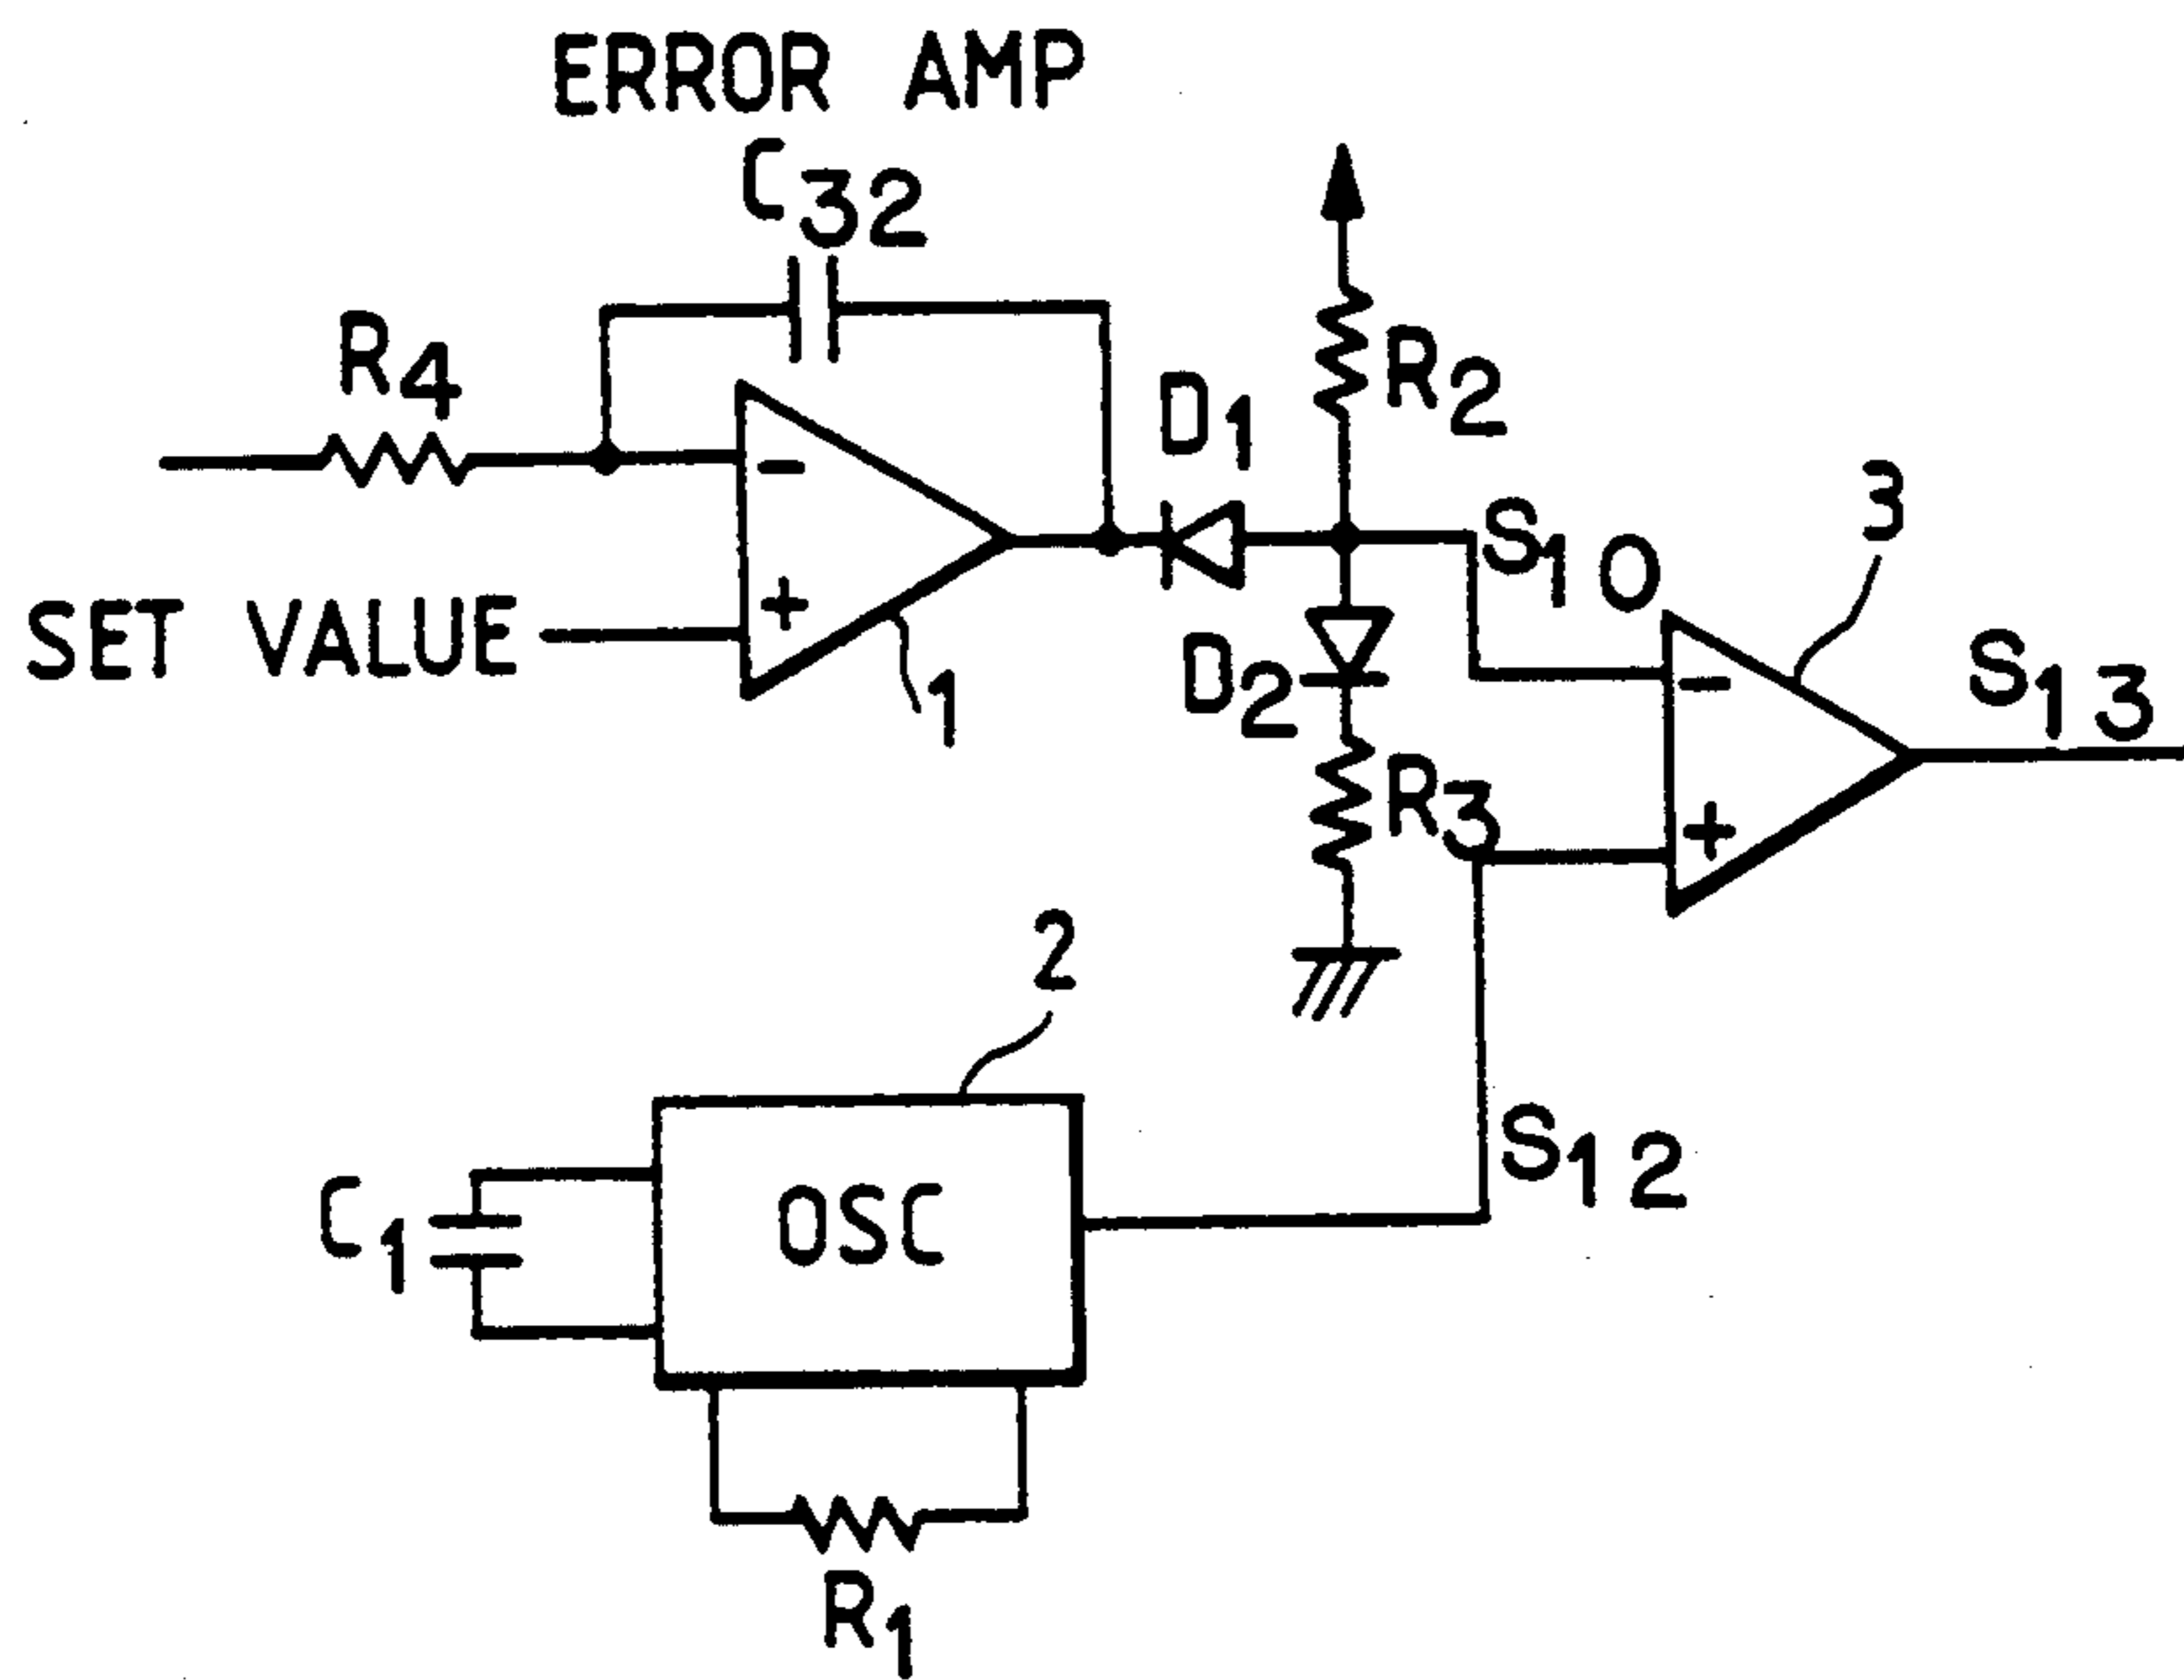 ERROR AMP
C32
R4
R2
D1
3
S10
SET VALUE
-
+
1
D2
-
S13
R3
+
2
S12
C1
OSC
R1